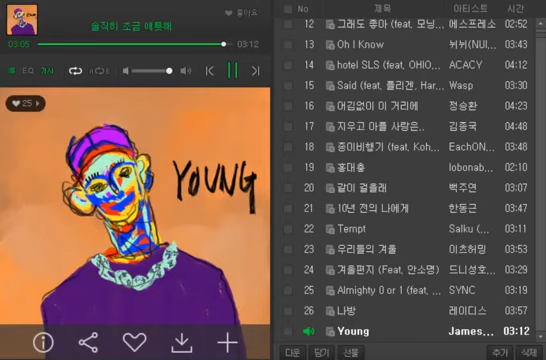 솔직히 조금 애틋해
좋아요
03:05
03:12
EQ 가사
25
YOUNG
No 제목 아티스트 시간
12 그래도 좋아 (feat, 모닝... 에스프레소 02:52
13 Oh I Know 뉘뉘(NUI,... 03:43
14 hotel SLS (feat, OHIO... ACACY 04:12
15 Said (feat, 플리겐, Har... Wasp 03:30
16 어김없이 이 거리에 정승환 04:23
17 지우고 아플 사랑은,, 김종국 04:48
18 종이비행기 (feat, Koh... EachON... 03:48
19 홍대충 lobonab... 02:10
20 같이 걸을래 백주연 03:07
21 10년 전의 나에게 한동근 03:47
22 Tempt Salku (... 03:11
23 우리들의 겨울 이츠허밍 03:53
24 겨울편지 (Feat, 안소명) 드니성호... 03:29
25 Almighty 0 or 1 (feat, ... SYNC 03:19
26 나방 레이디스 03:57
Young James... 03:12
다운 담기 선물 추가 삭제